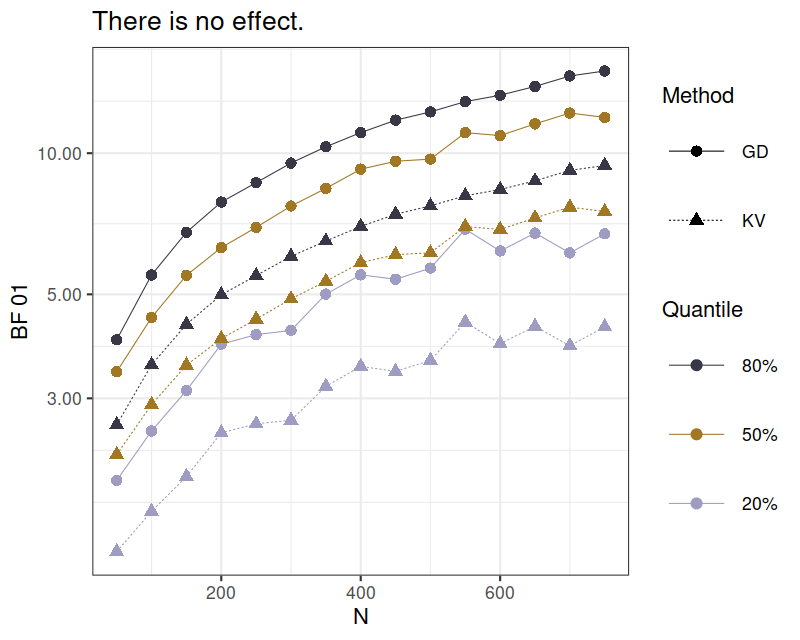 There is no effect.
BF 01
10.00
5.00
3.00
200
400
600
N
Method
GD
KV
Quantile
80%
50%
20%